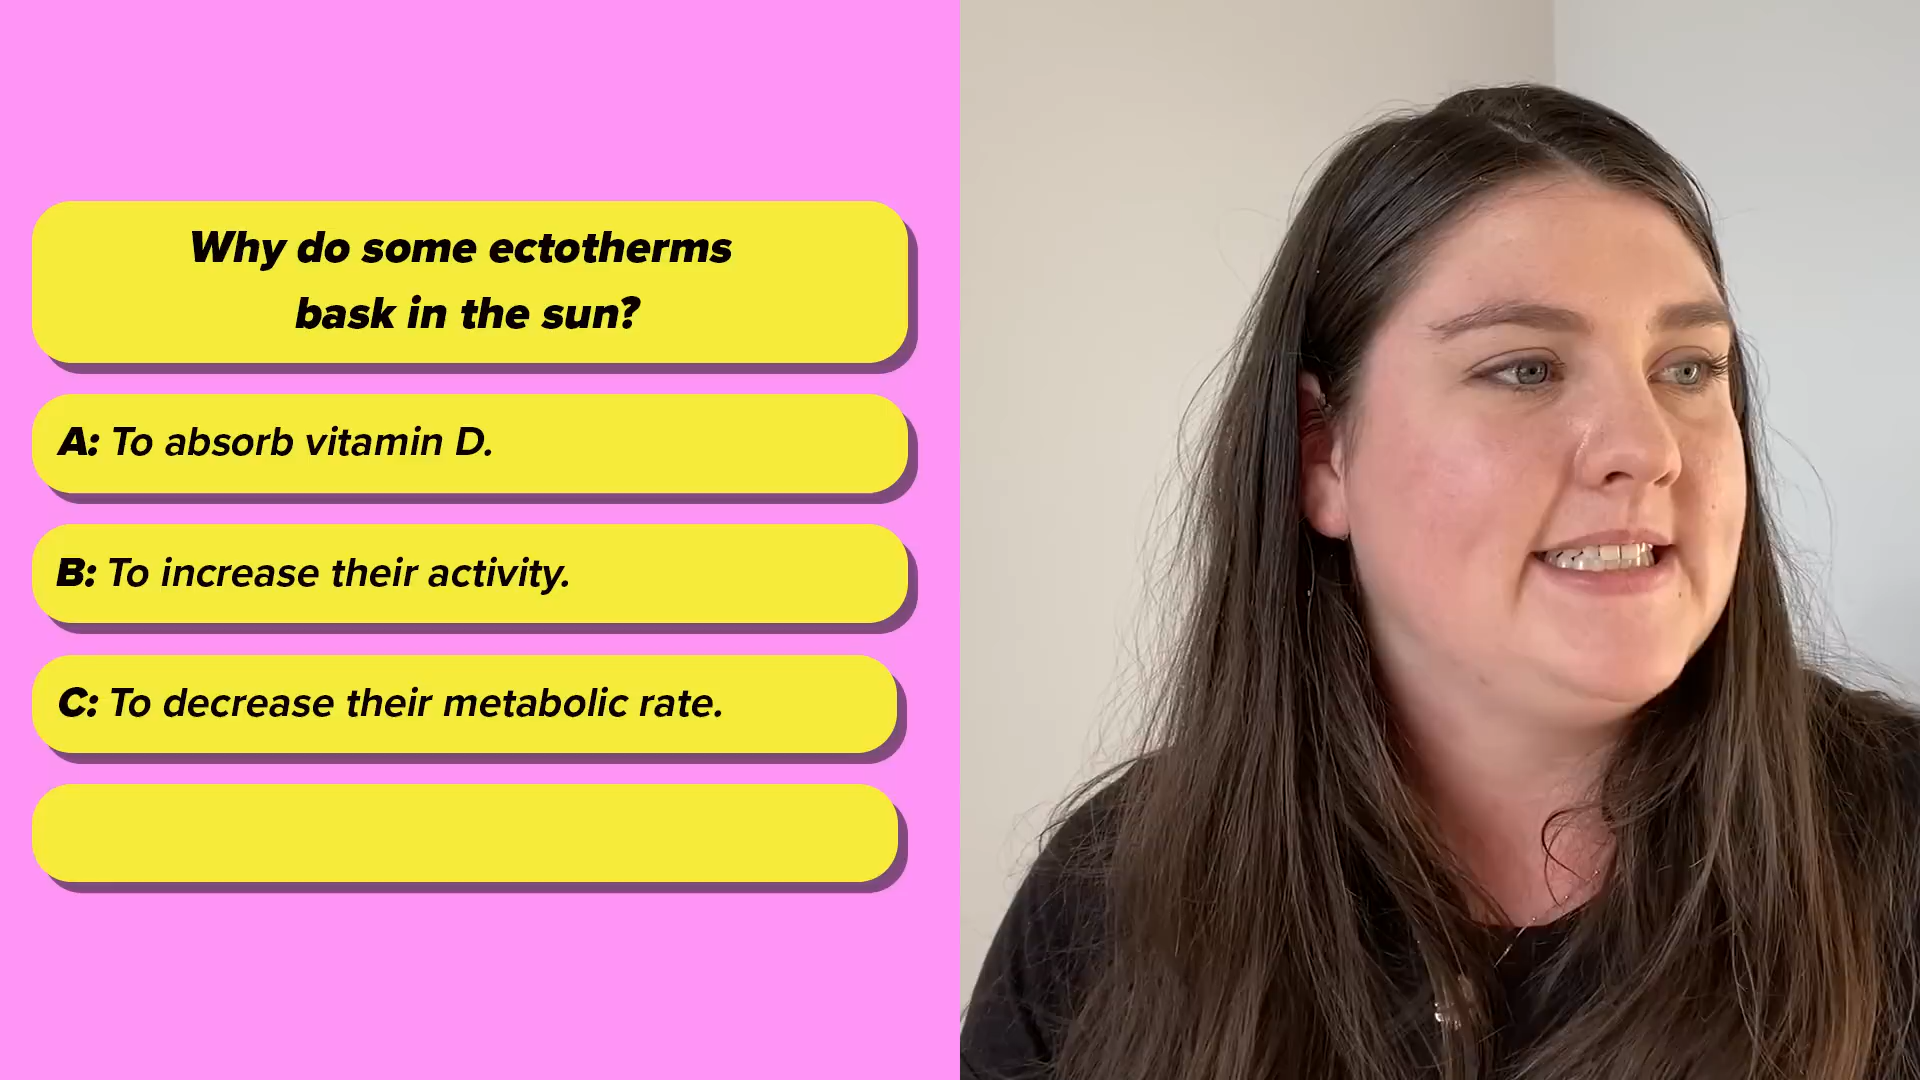 Why do some ectotherms
bask in the sun?
A: To absorb vitamin D.
B: To increase their activity.
C: To decrease their metabolic rate.